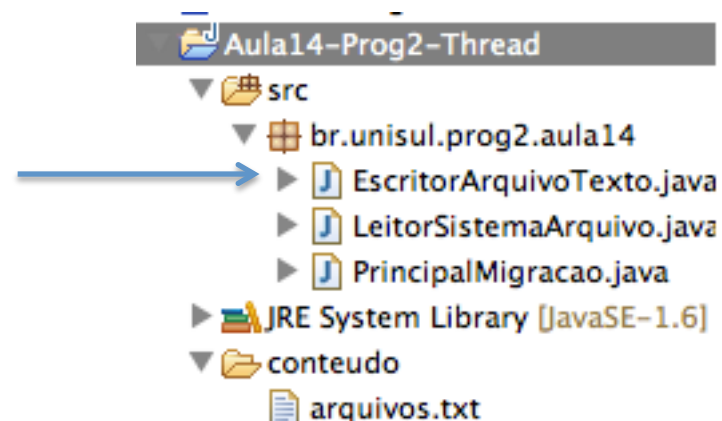 Aula14-Prog2-Thread
src
br.unisul.prog2.aula14
EscritorArquivoTexto.java
LeitorSistemaArquivo.java
PrincipalMigracao.java
JRE System Library [JavaSE-1.6]
conteudo
arquivos.txt